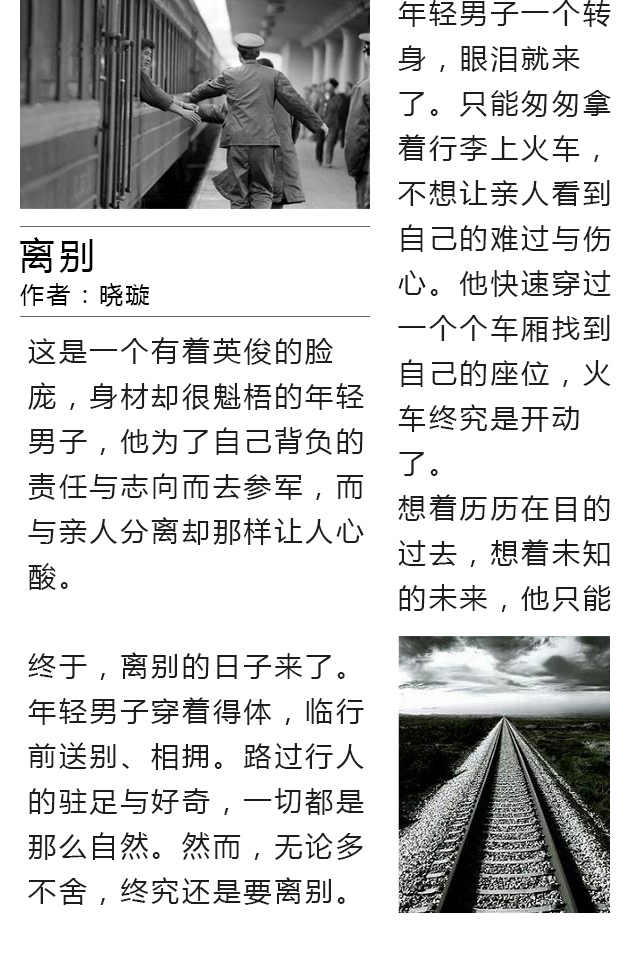 离别
作者：晓璇
这是一个有着英俊的脸
庞，身材却很魁梧的年轻
男子，他为了自己背负的
责任与志向而去参军，而
与亲人分离却那样让人心
酸。
终于，离别的日子来了。
年轻男子穿着得体，临行
前送别、相拥。路过行人
的驻足与好奇，一切都是
那么自然。然而，无论多
不舍，终究还是要离别。
年轻男子一个转
身，眼泪就来
了。只能匆匆拿
着行李上火车，
不想让亲人看到
自己的难过与伤
心。他快速穿过
一个个车厢找到
自己的座位，火
车终究是开动
了。
想着历历在目的
过去，想着未知
的未来，他只能